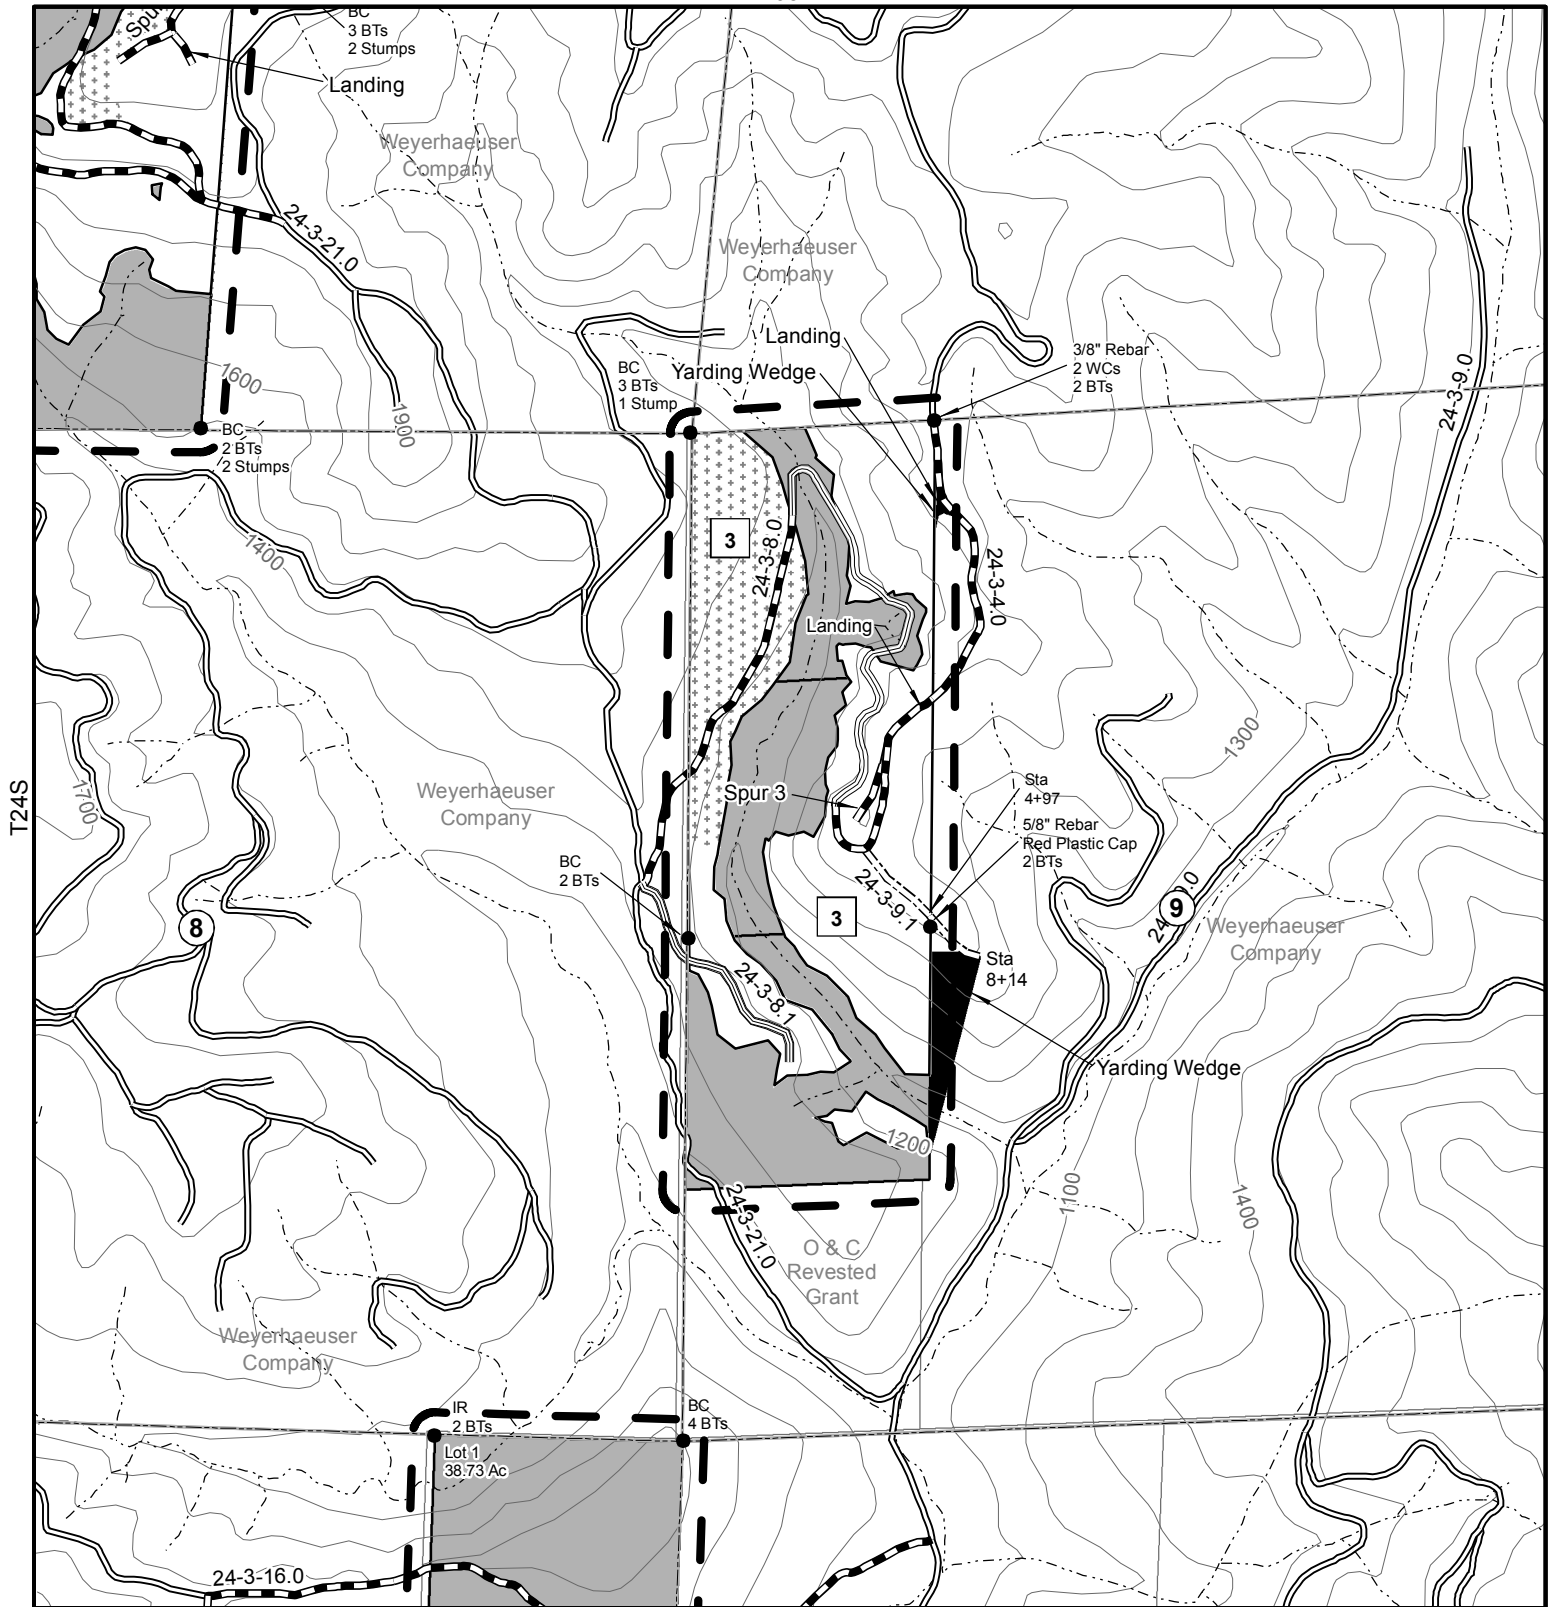 BC
3 BTs
2 Stumps
Landing
Weyerhaeuser
Company
24-3-21.0
Weyerhaeuser
Company
Landing
Yarding Wedge
3/8" Rebar
2 WCs
2 BTs
BC
3 BTs
1 Stump
1600
1900
24-3-9.0
BC
2 BTs
2 Stumps
1400
3
24-3-8.0
24-3-4.0
Landing
T24S
1700
Weyerhaeuser
Company
Spur 3
1300
Sta
4+97
5/8" Rebar
Red Plastic Cap
2 BTs
BC
2 BTs
24-3-9.1
3
8
9
Weyerhaeuser
Company
Sta
8+14
24-3-8.1
Yarding Wedge
1200
1100
1400
24-3-21.0
O & C
Revested
Grant
Weyerhaeuser
Company
IR
2 BTs
BC
4 BTs
Lot 1
38.73 Ac
24-3-16.0